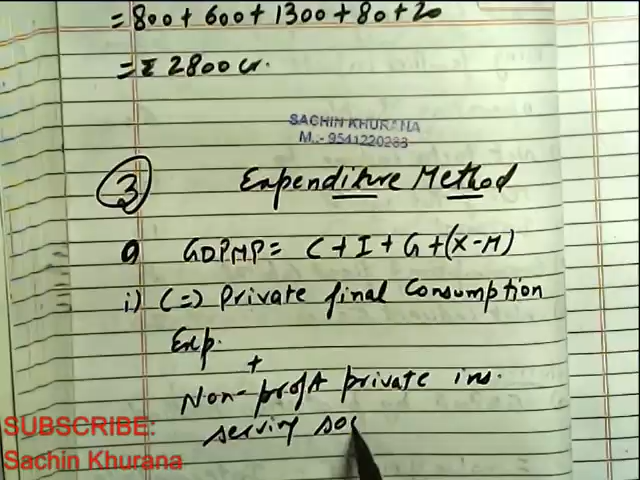 = 800 + 600 + 1300 + 80 + 20
= ₹ 2800 cr.
SACHIN KHURANA
M.:- 9541220283
3 Expenditure Method
a) GDPMP = C + I + G + (X-M)
i) C => Private final Consumption
Exp.
+
Non-profit private ins.
serving so
SUBSCRIBE:
Sachin Khurana